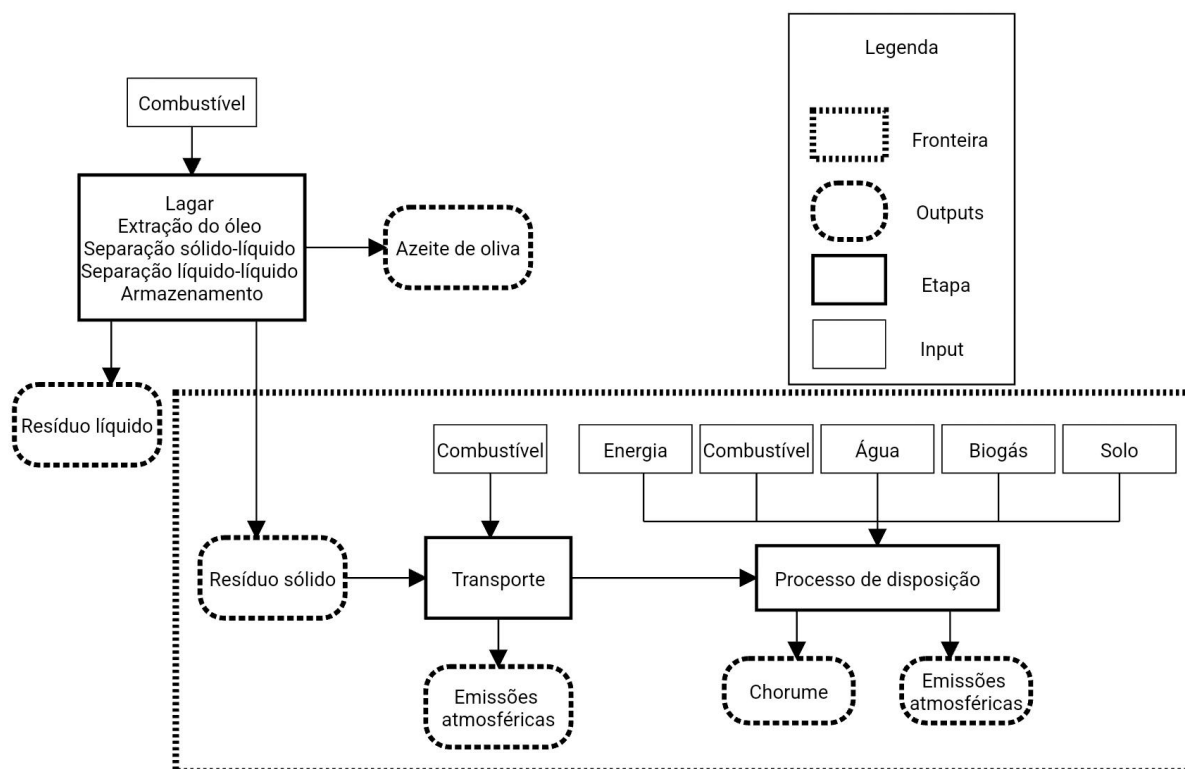 Legenda
Fronteira
Outputs
Etapa
Input
Combustível
Lagar
Extração do óleo
Separação sólido-líquido
Separação líquido-líquido
Armazenamento
Azeite de oliva
Resíduo líquido
Combustível
Energia
Combustível
Água
Biogás
Solo
Resíduo sólido
Transporte
Processo de disposição
Emissões
atmosféricas
Chorume
Emissões
atmosféricas